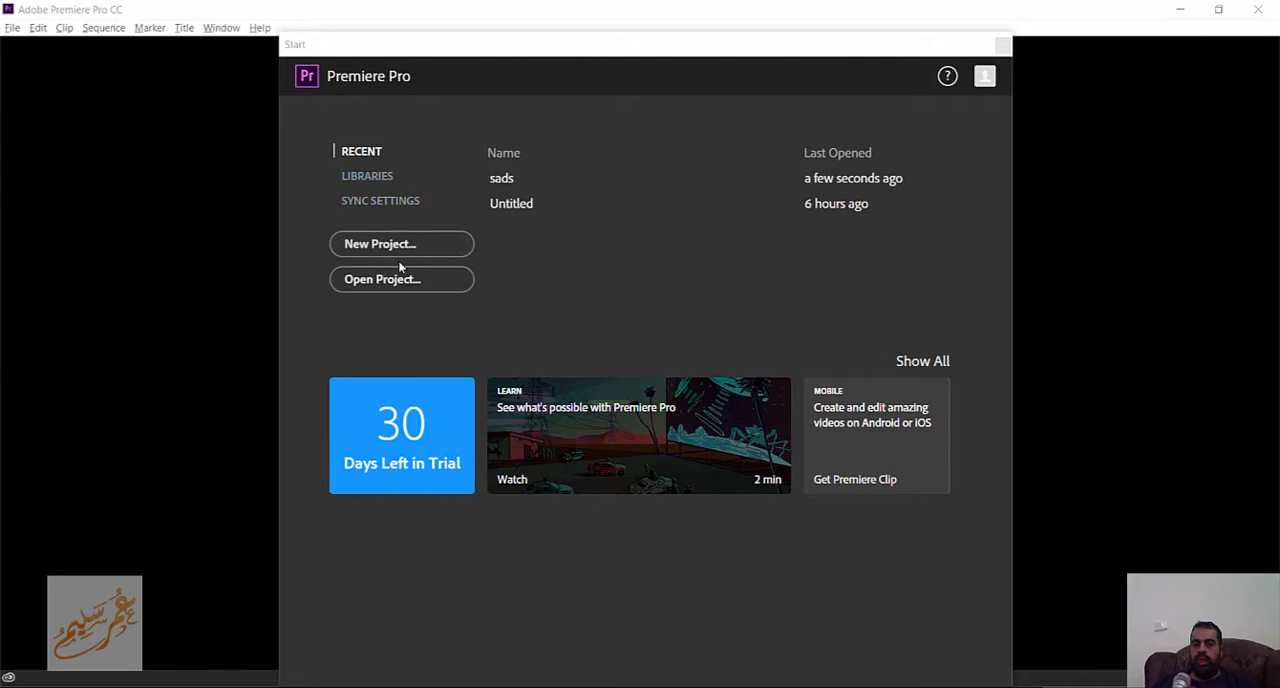 Adobe Premiere Pro CC
File Edit Clip Sequence Marker Title Window Help
Start
Pr Premiere Pro ?
RECENT
LIBRARIES
SYNC SETTINGS
New Project...
Open Project...
Name Last Opened
sads a few seconds ago
Untitled 6 hours ago
Show All
30
Days Left in Trial
LEARN
See what's possible with Premiere Pro
Watch 2 min
MOBILE
Create and edit amazing
videos on Android or iOS
Get Premiere Clip
عمر سليم